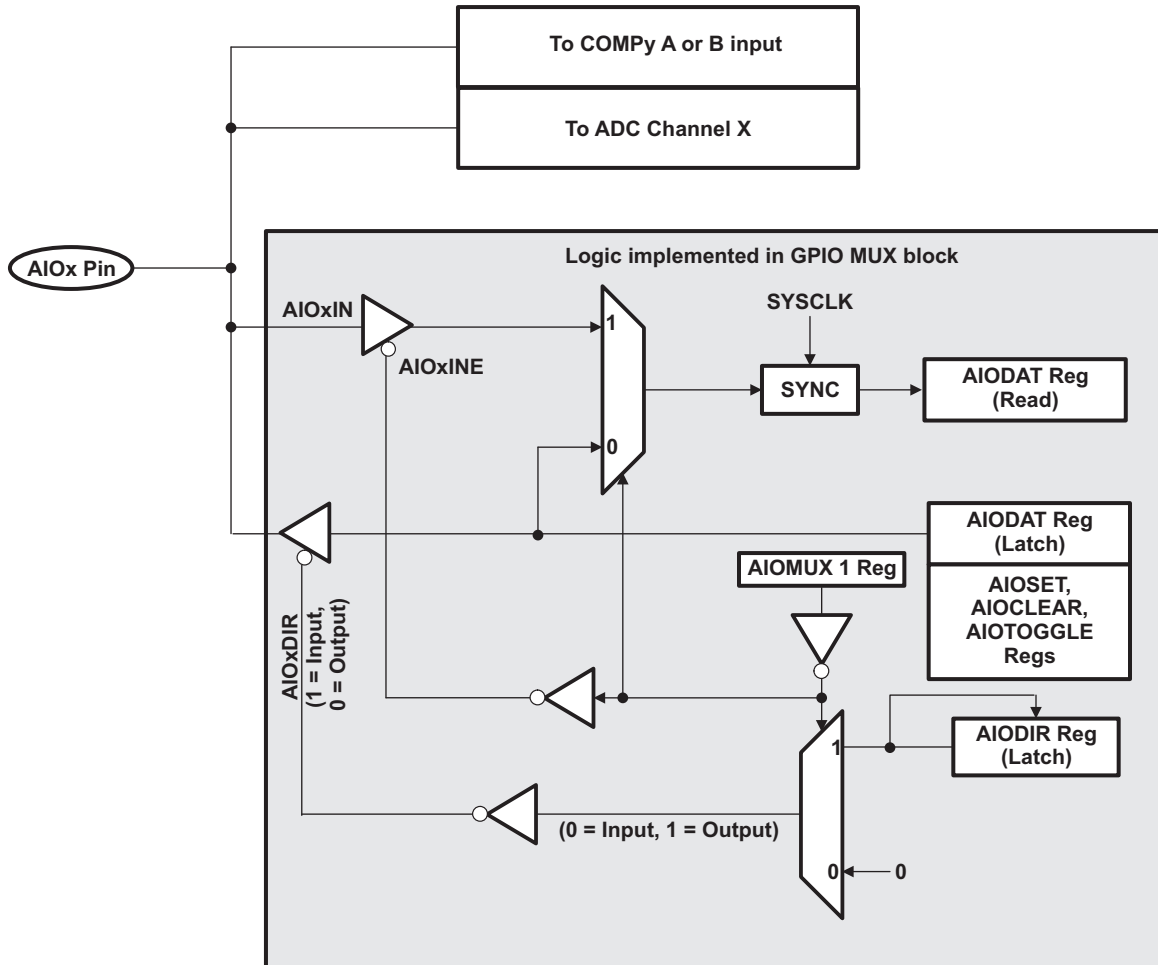 To COMPy A or B input
To ADC Channel X
Logic implemented in GPIO MUX block
AIOx Pin
SYSCLK
AIOxIN
1
AIOxINE
SYNC
AIODAT Reg
(Read)
0
AIODAT Reg
(Latch)
AIOMUX 1 Reg
AIOSET,
AIOCLEAR,
AIOTOGGLE
Regs
AIOxDIR
(1 = Input,
0 = Output)
1
AIODIR Reg
(Latch)
(0 = Input, 1 = Output)
0
0